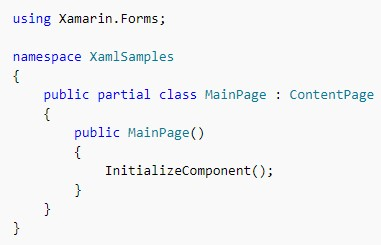 using Xamarin.Forms;
namespace XamlSamples
{
    public partial class MainPage : ContentPage
    {
        public MainPage()
        {
            InitializeComponent();
        }
    }
}